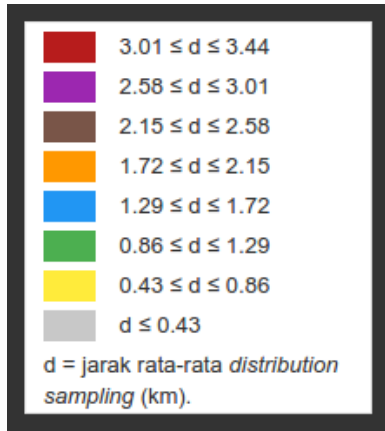 3.01 ≤ d ≤ 3.44
2.58 ≤ d ≤ 3.01
2.15 ≤ d ≤ 2.58
1.72 ≤ d ≤ 2.15
1.29 ≤ d ≤ 1.72
0.86 ≤ d ≤ 1.29
0.43 ≤ d ≤ 0.86
d ≤ 0.43
d = jarak rata-rata distribution
sampling (km).